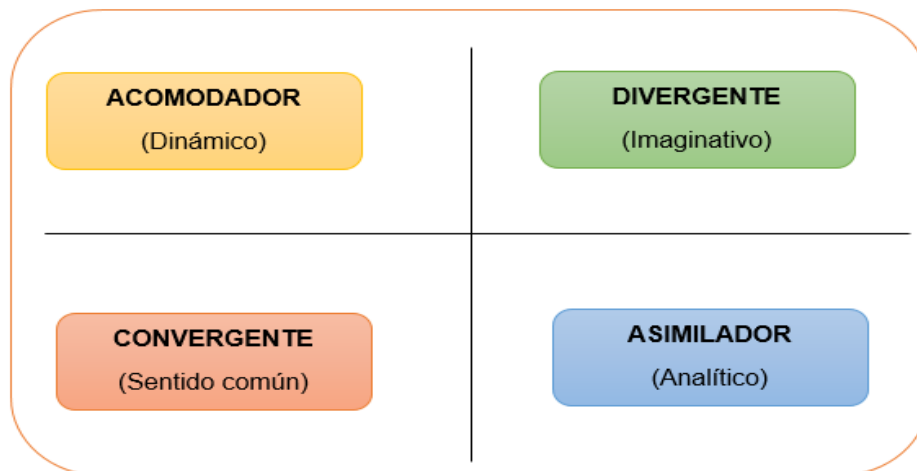 ACOMODADOR
(Dinámico)
DIVERGENTE
(Imaginativo)
CONVERGENTE
(Sentido común)
ASIMILADOR
(Analítico)